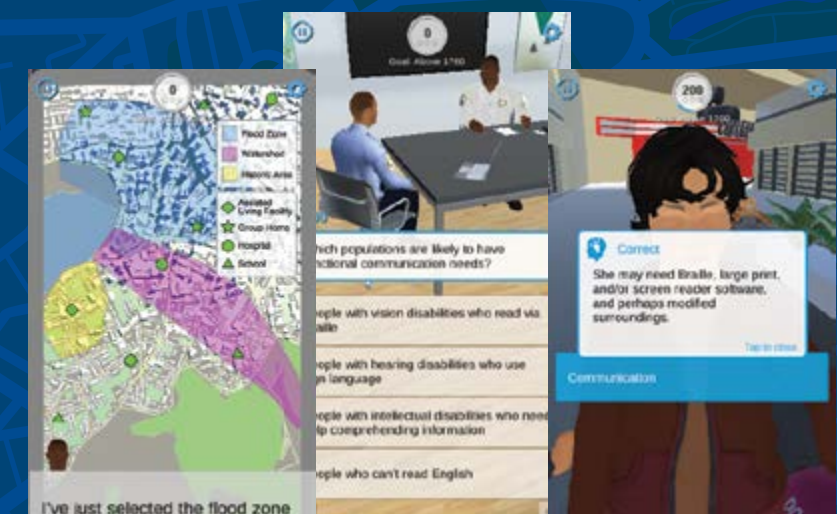 0
Flood Zone
Watershed
Historic Area
Assisted
Living Facility
Group Home
Hospital
School
I've just selected the flood zone
0
Goal: Above 1760
hich populations are likely to have
nctional communication needs?
ople with vision disabilities who read via
aille
ople with hearing disabilities who use
n language
ople with intellectual disabilities who need
lp comprehending information
ople who can't read English
200
Correct
She may need Braille, large print,
and/or screen reader software,
and perhaps modified
surroundings.
Tap to close
Communication